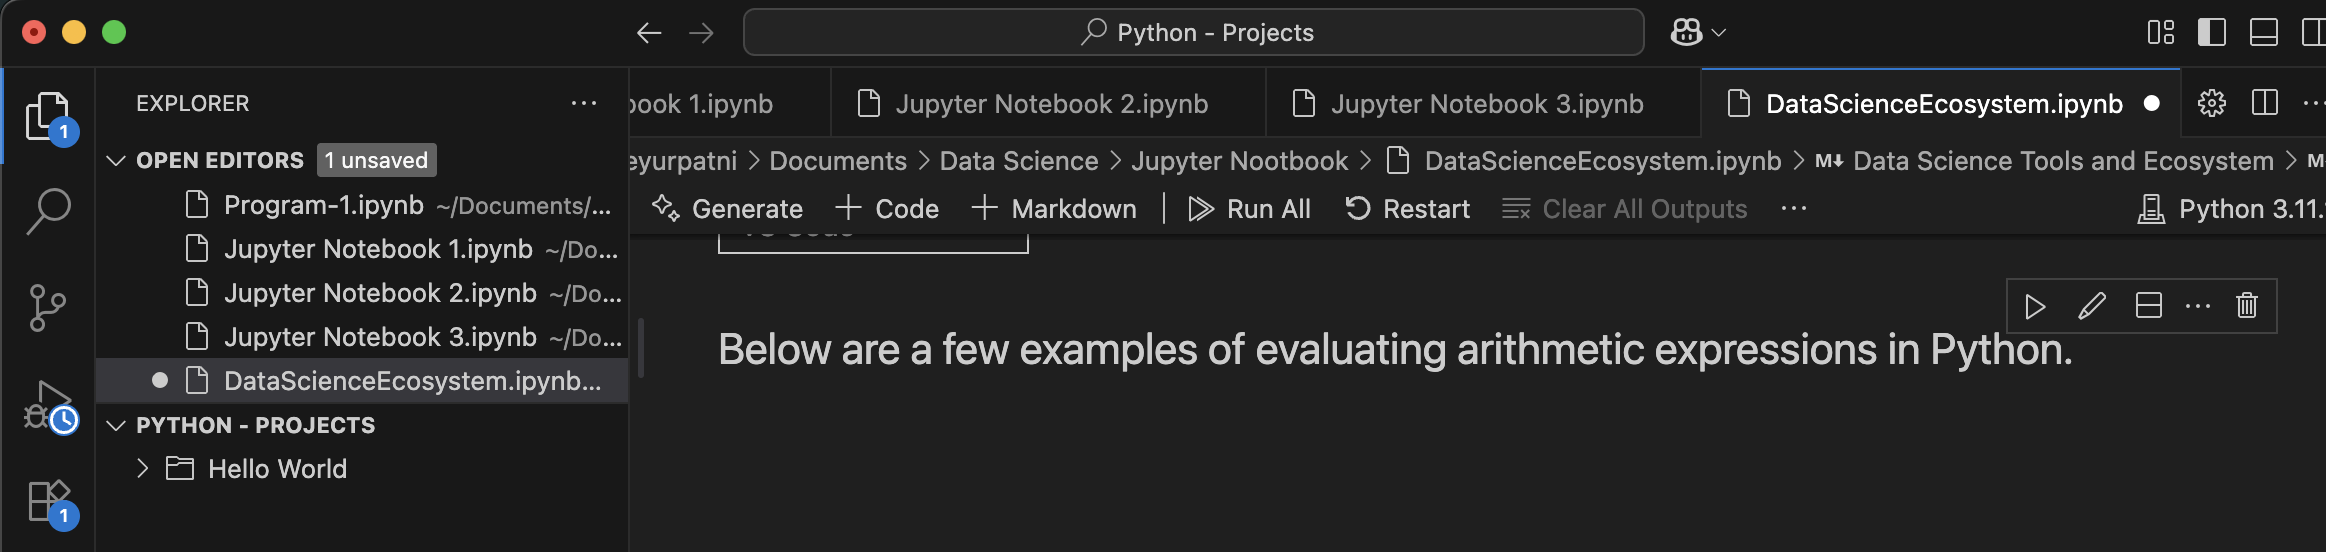 Python - Projects
EXPLORER
OPEN EDITORS 1 unsaved
Program-1.ipynb ~/Documents/...
Jupyter Notebook 1.ipynb ~/Do...
Jupyter Notebook 2.ipynb ~/Do...
Jupyter Notebook 3.ipynb ~/Do...
DataScienceEcosystem.ipynb...
PYTHON - PROJECTS
Hello World
1
1
book 1.ipynb Jupyter Notebook 2.ipynb Jupyter Notebook 3.ipynb DataScienceEcosystem.ipynb
eyurpatni > Documents > Data Science > Jupyter Nootbook > DataScienceEcosystem.ipynb > M↓ Data Science Tools and Ecosystem > M
Generate + Code + Markdown | Run All Restart Clear All Outputs ... Python 3.11.
Below are a few examples of evaluating arithmetic expressions in Python.